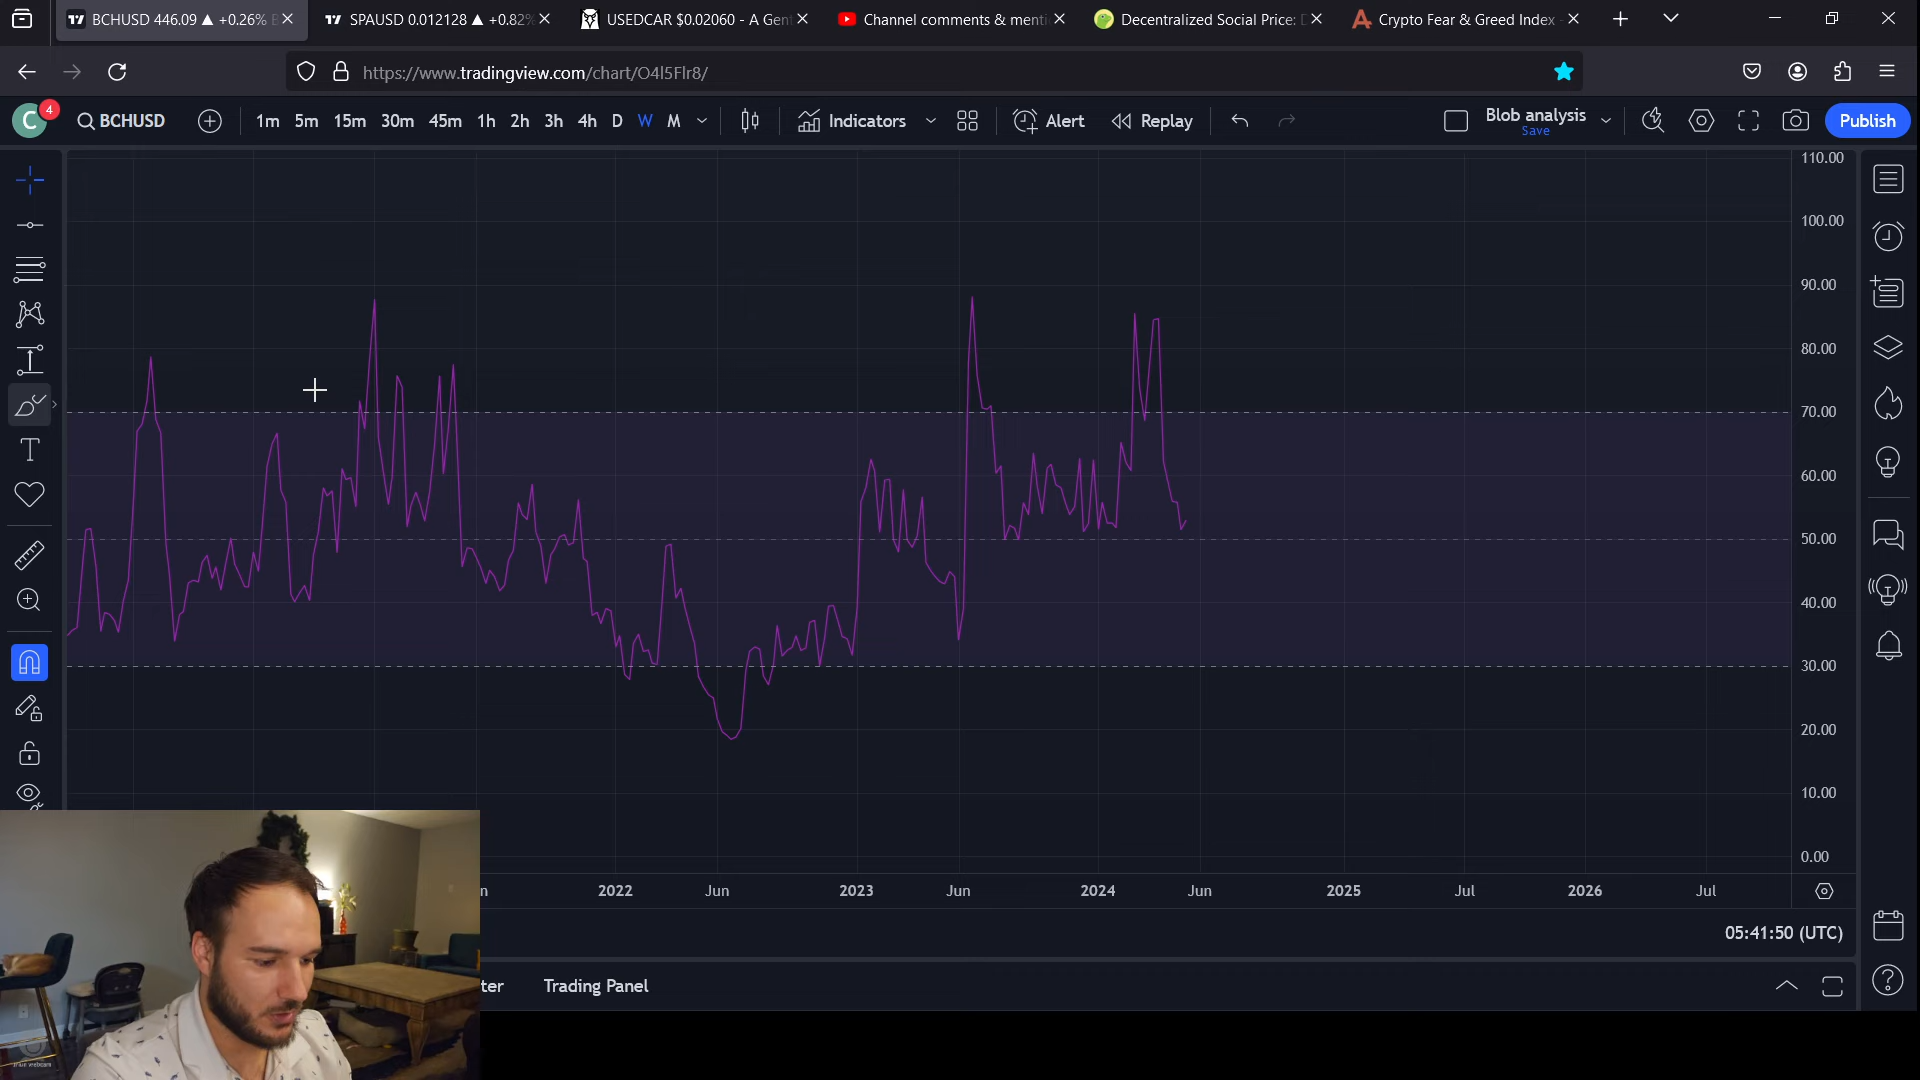 BCHUSD 446.09 ▲ +0.26%
SPAUSD 0.012128 ▲ +0.82%
USEDCAR $0.02060 - A Gen
Channel comments & menti
Decentralized Social Price:
Crypto Fear & Greed Index
https://www.tradingview.com/chart/O4l5Flr8/
C 4
BCHUSD
1m 5m 15m 30m 45m 1h 2h 3h 4h D W M
Indicators
Alert
Replay
Blob analysis
Save
Publish
110.00
100.00
90.00
80.00
70.00
60.00
50.00
40.00
30.00
20.00
10.00
0.00
n 2022 Jun 2023 Jun 2024 Jun 2025 Jul 2026 Jul
05:41:50 (UTC)
ter Trading Panel